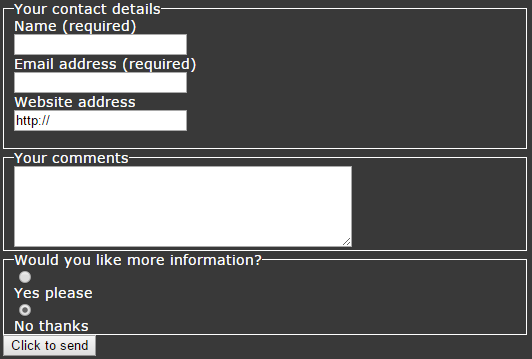 Your contact details
Name (required)
Email address (required)
Website address
http://
Your comments
Would you like more information?
Yes please
No thanks
Click to send